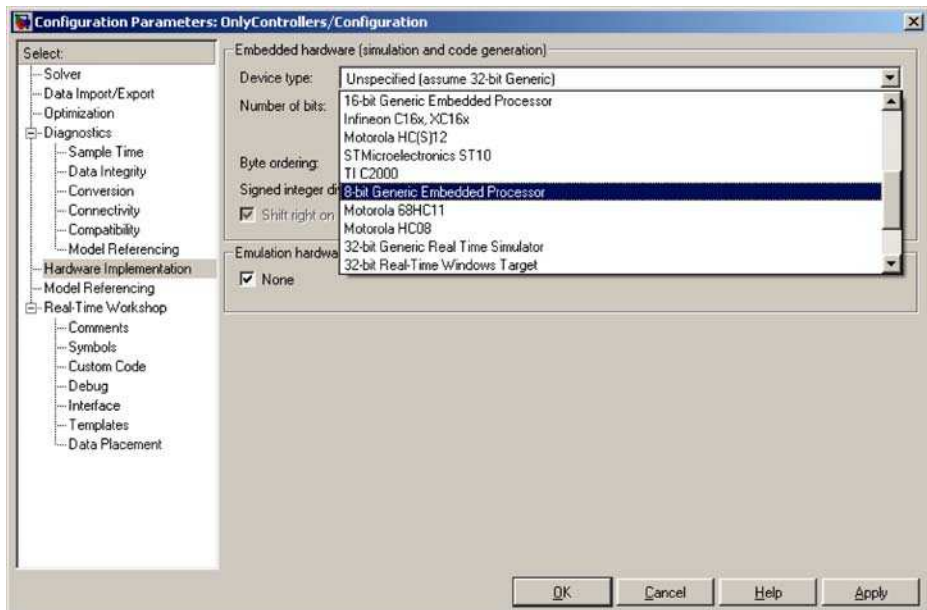 Configuration Parameters: OnlyControllers/Configuration
Select:
Solver
Data Import/Export
Optimization
Diagnostics
Sample Time
Data Integrity
Conversion
Connectivity
Compatibility
Model Referencing
Hardware Implementation
Model Referencing
Real-Time Workshop
Comments
Symbols
Custom Code
Debug
Interface
Templates
Data Placement
Embedded hardware (simulation and code generation)
Device type: Unspecified (assume 32-bit Generic)
Number of bits:
16-bit Generic Embedded Processor
Infineon C16x, XC16x
Motorola HC(S)12
STMicroelectronics ST10
TI C2000
8-bit Generic Embedded Processor
Motorola 68HC11
Motorola HC08
32-bit Generic Real Time Simulator
32-bit Real-Time Windows Target
Byte ordering:
Signed integer di
Shift right on
Emulation hardwa
None
OK Cancel Help Apply